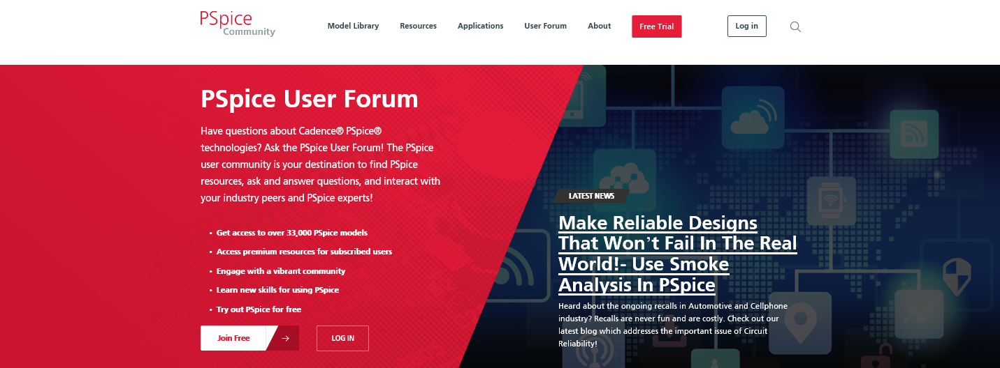 PSpice
Community
Model Library
Resources
Applications
User Forum
About
Free Trial
Log in
PSpice User Forum
Have questions about Cadence® PSpice®
technologies? Ask the PSpice User Forum! The PSpice
user community is your destination to find PSpice
resources, ask and answer questions, and interact with
your industry peers and PSpice experts!
• Get access to over 33,000 PSpice models
• Access premium resources for subscribed users
• Engage with a vibrant community
• Learn new skills for using PSpice
• Try out PSpice for free
Join Free →
LOG IN
LATEST NEWS
Make Reliable Designs
That Won’t Fail In The Real
World!- Use Smoke
Analysis In PSpice
Heard about the ongoing recalls in Automotive and Cellphone
industry? Recalls are never fun and are costly. Check out our
latest blog which addresses the important issue of Circuit
Reliability!